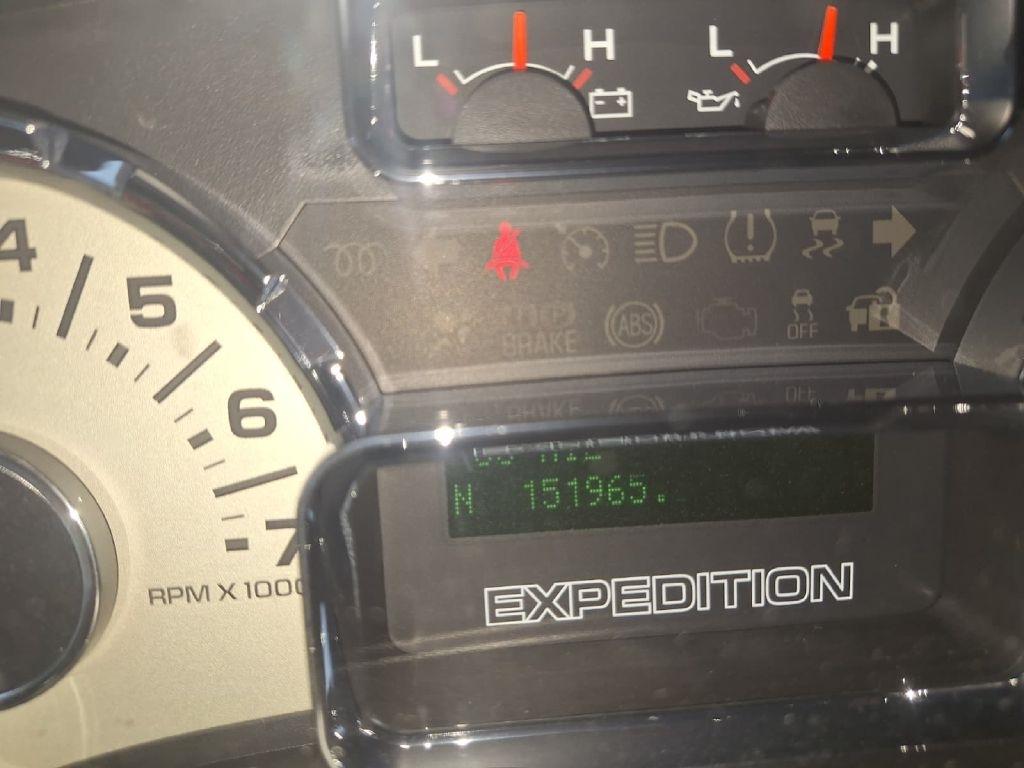 L H L H
4
5
6
7
RPM X 1000
BRAKE ABS OFF
N 151965.
EXPEDITION